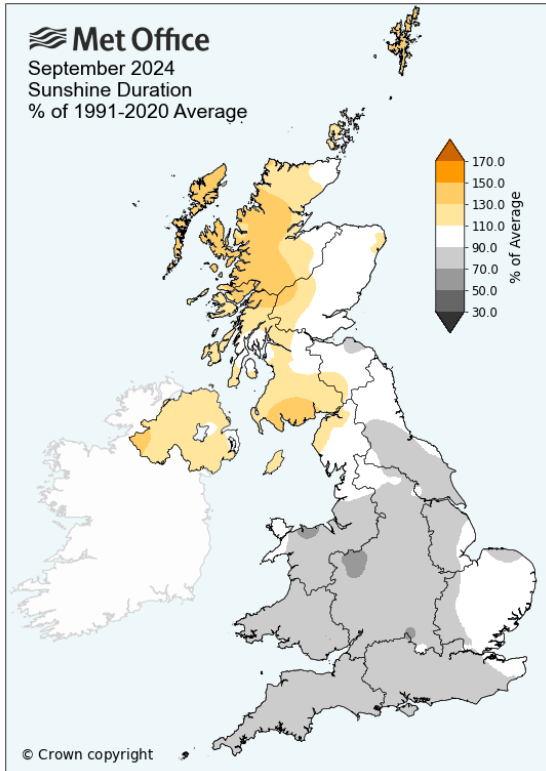 Met Office
September 2024
Sunshine Duration
% of 1991-2020 Average
170.0
150.0
130.0
110.0
90.0
70.0
50.0
30.0
% of Average
© Crown copyright